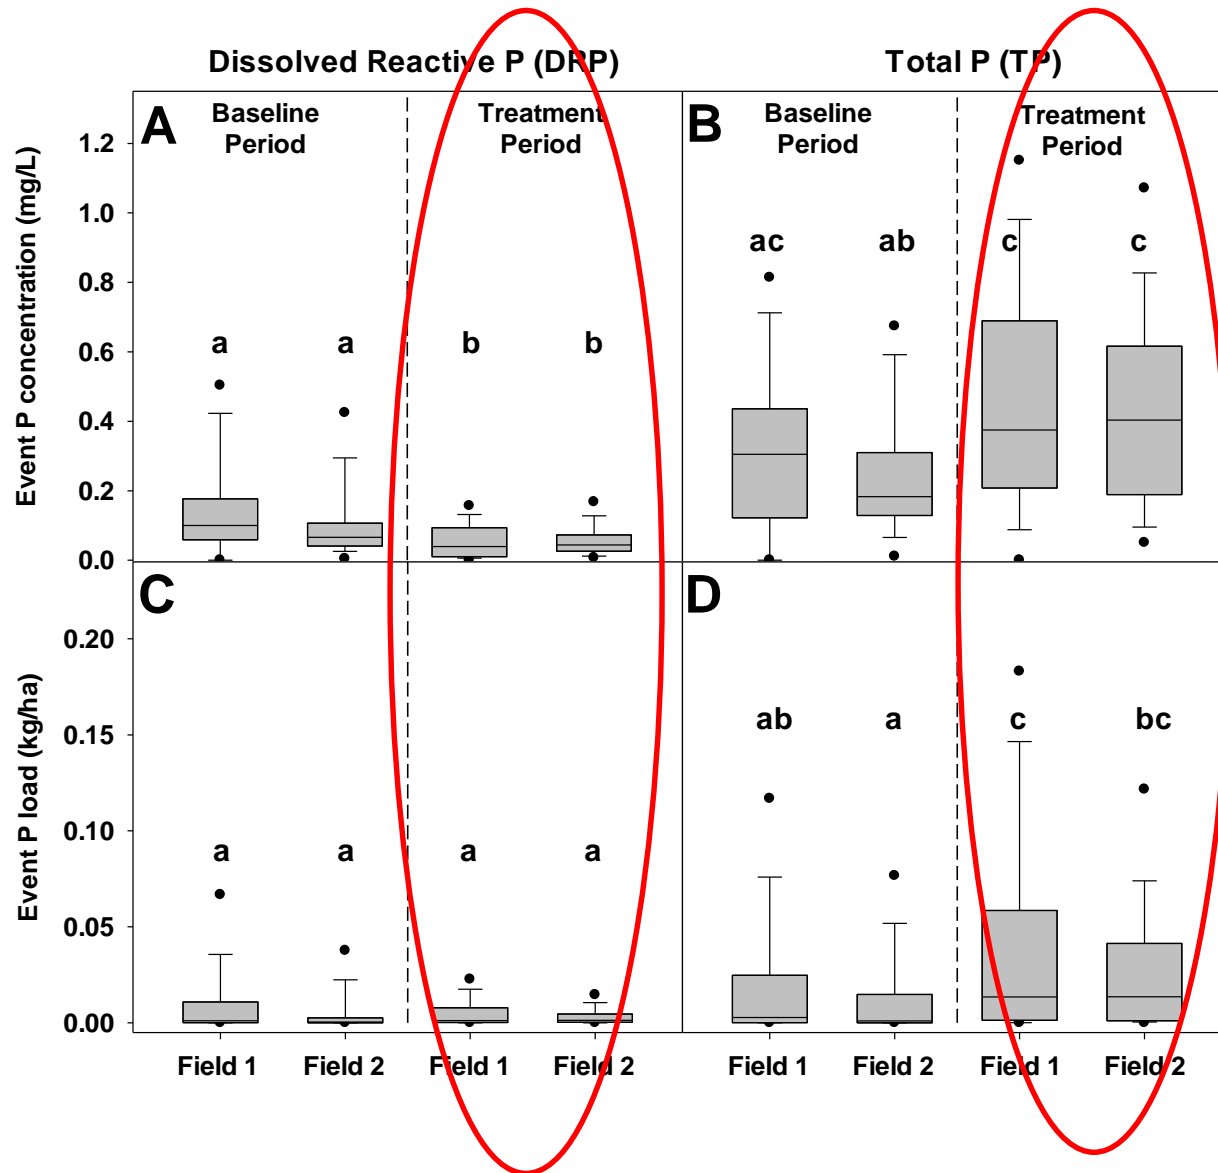 Dissolved Reactive P (DRP)
Total P (TP)
A
Baseline
Period
Treatment
Period
B
Baseline
Period
Treatment
Period
Event P concentration (mg/L)
1.2
1.0
0.8
0.6
0.4
0.2
0.0
a
a
b
b
ac
ab
c
c
C
D
Event P load (kg/ha)
0.20
0.15
0.10
0.05
0.00
a
a
a
a
ab
a
c
bc
Field 1
Field 2
Field 1
Field 2
Field 1
Field 2
Field 1
Field 2